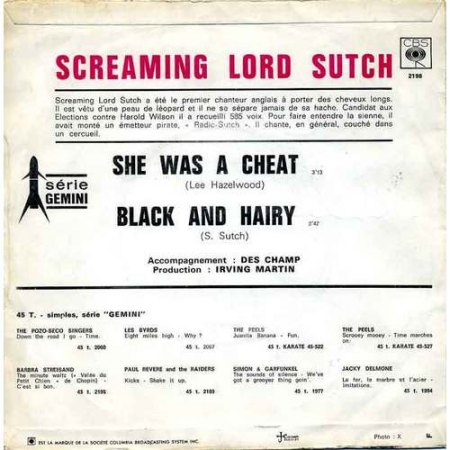 SCREAMING LORD SUTCH
CBS
2198
Screaming Lord Sutch a été le premier chanteur anglais à porter des cheveux longs.
Il est vêtu d'une peau de léopard et il ne se sépare jamais de sa hache. Candidat aux
Elections contre Harold Wilson il a recueilli 585 voix. Pour faire entendre la sienne, il
avait monté un émetteur pirate, « Radio-Sutch ». Il chante, en général, couché dans
un cercueil.
série
GEMINI
SHE WAS A CHEAT 3'13
(Lee Hazelwood)
BLACK AND HAIRY 2'42
(S. Sutch)
Accompagnement : DES CHAMP
Production : IRVING MARTIN
45 T. - simples, série "GEMINI"
THE POZO-SECO SINGERS
Down the road I go - Time.
45 t. 2060
LES BYRDS
Eight miles high - Why ?
45 t. 2067
THE PEELS
Juanita Banana - Fun.
45 t. KARATE 45-522
THE PEELS
Scrooey mooey - Time marches
on.
45 t. KARATE 45-527
BARBRA STREISAND
The minute waltz (« Valse du
Petit Chien » de Chopin) -
C'est si bon.
45 t. 2105
PAUL REVERE and the RAIDERS
Kicks - Shake it up.
45 t. 2103
SIMON & GARFUNKEL
The sounds of silence - We've
got a groovey thing goin'.
45 t. 1977
JACKY DELMONE
Le fer, le marbre et l'acier -
Imitations.
45 t. 1994
EST LA MARQUE DE LA SOCIÉTÉ COLUMBIA BROADCASTING SYSTEM INC.
Photo : X